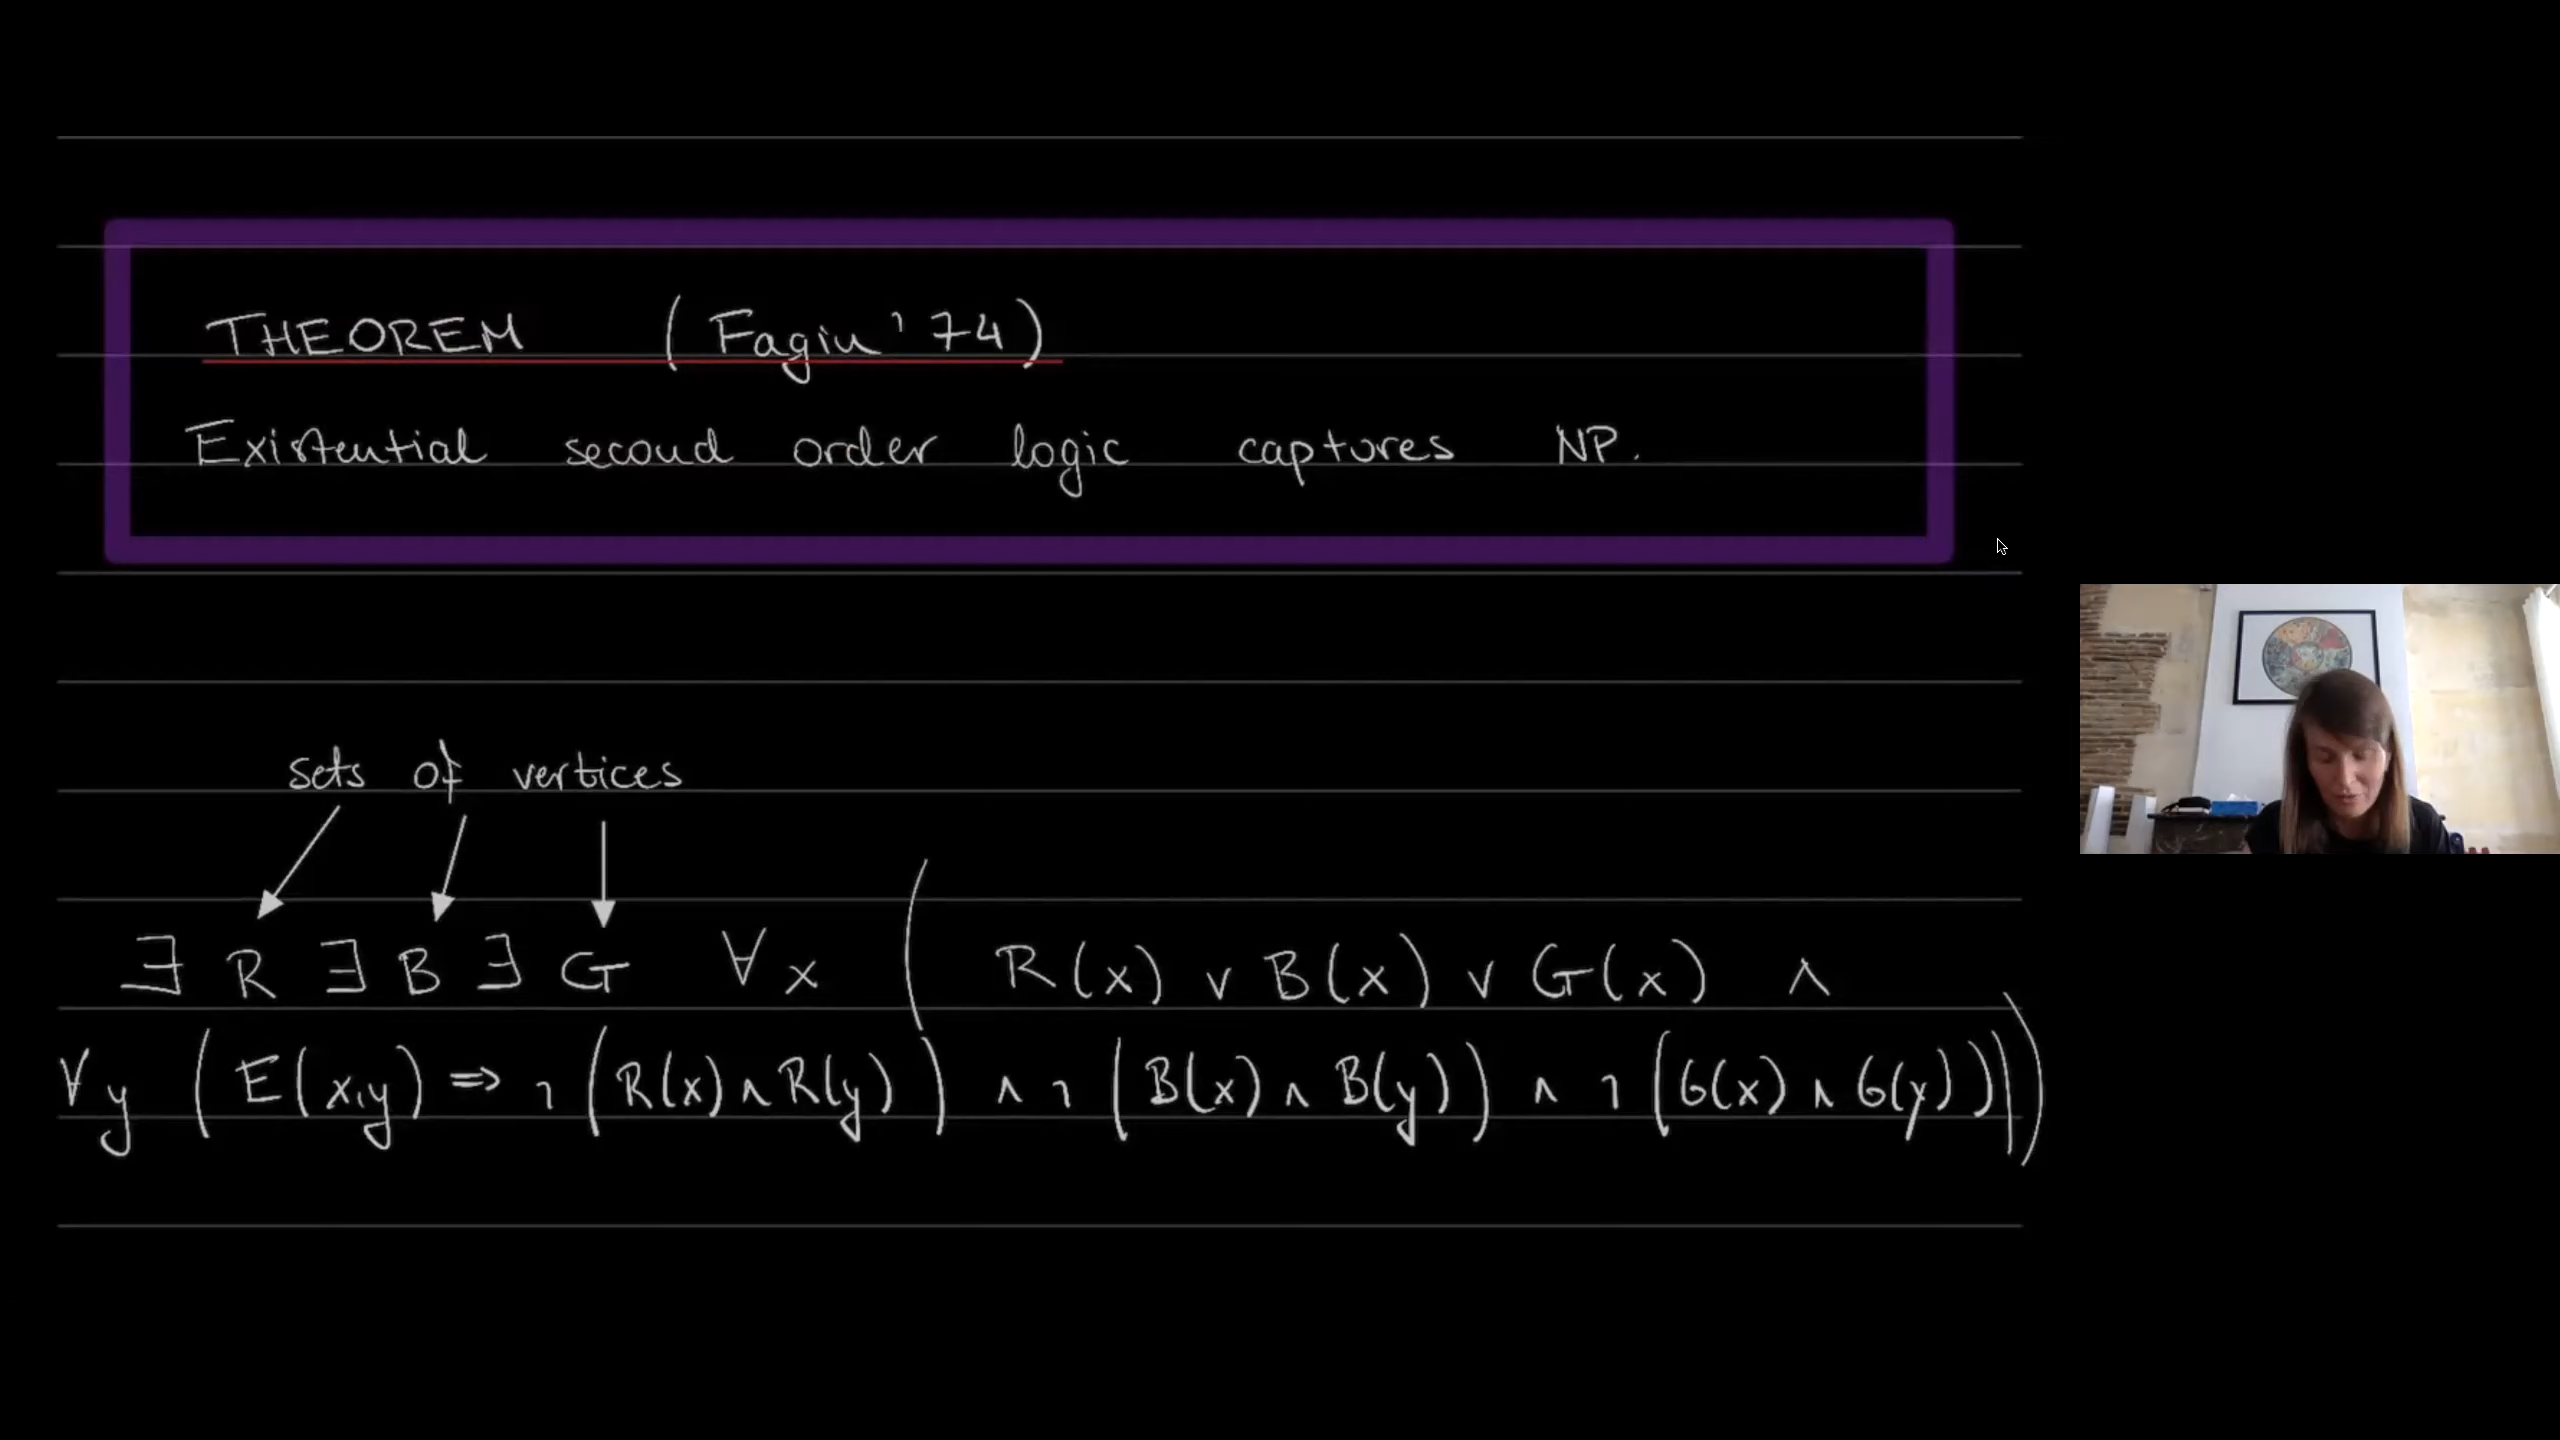 THEOREM (Fagin '74)
Existential second order logic captures NP.
sets of vertices
∃ R ∃ B ∃ G ∀x ( R(x) ∨ B(x) ∨ G(x) ∧
∀y ( E(x,y) => ¬ ( R(x) ∧ R(y) ) ∧ ¬ ( B(x) ∧ B(y) ) ∧ ¬ ( G(x) ∧ G(y) ) ) )